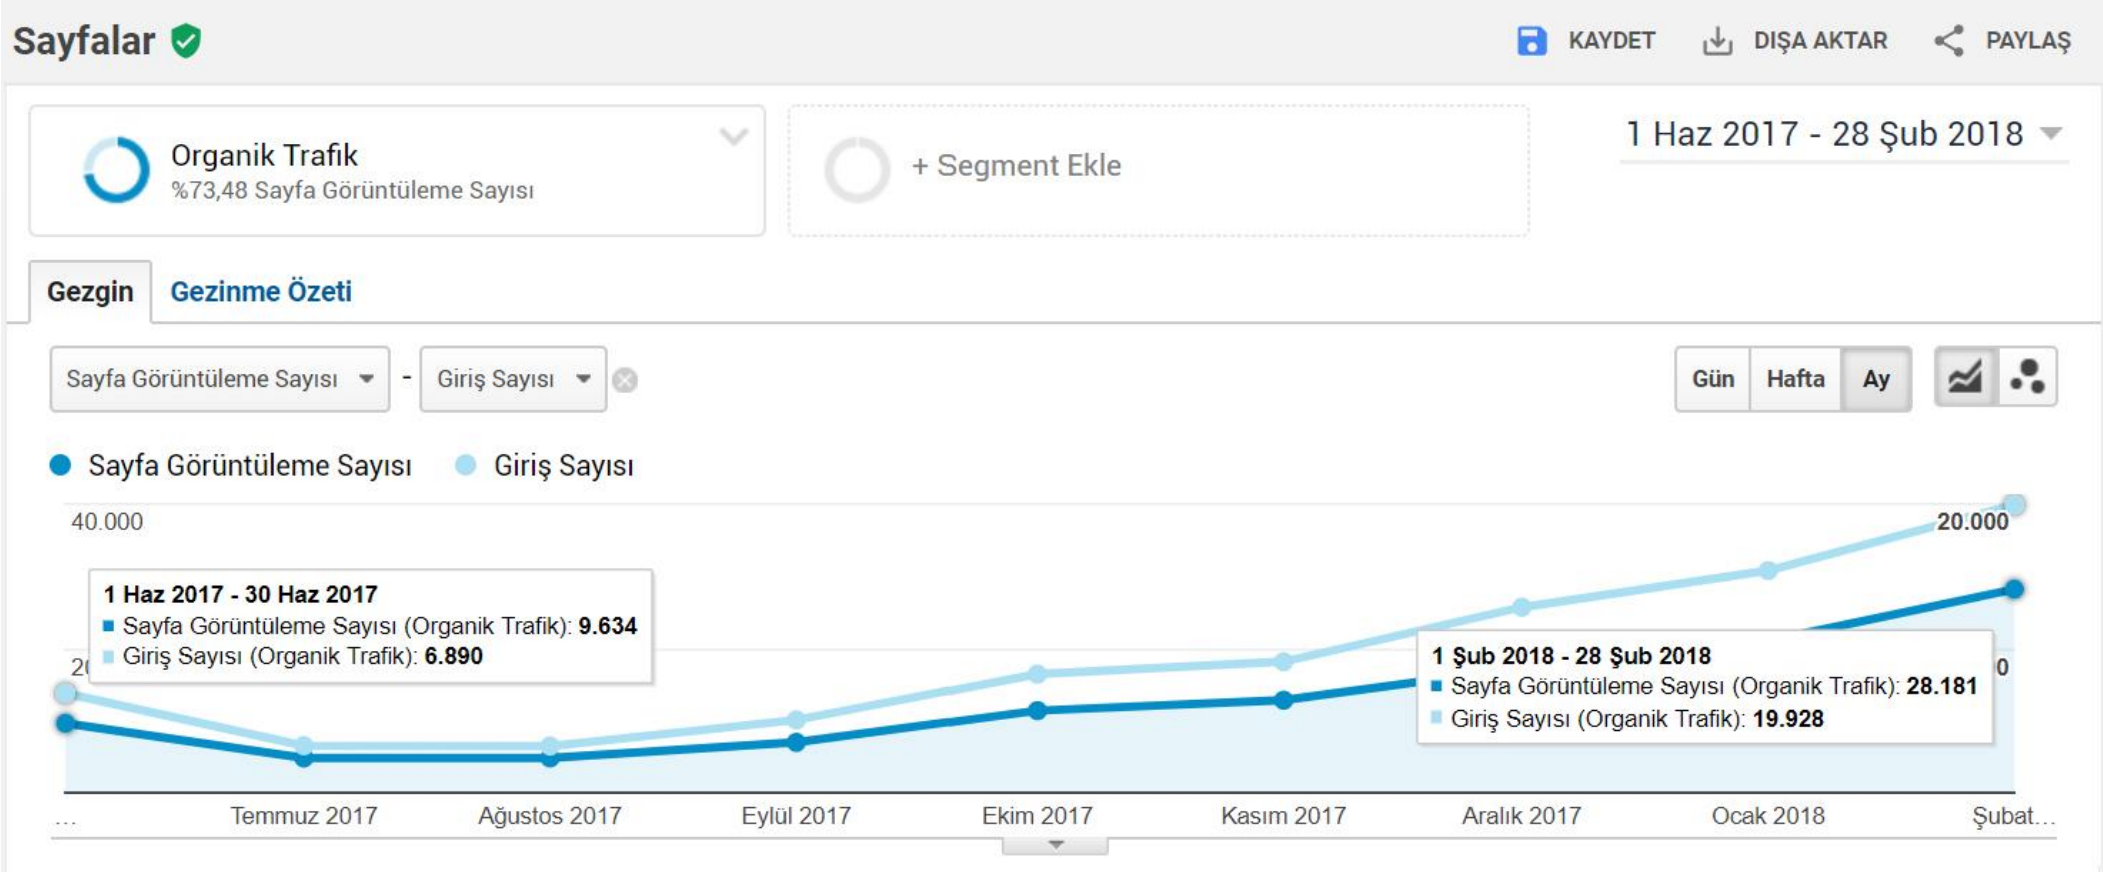 Sayfalar
KAYDET
DIŞA AKTAR
PAYLAŞ
Organik Trafik
%73,48 Sayfa Görüntüleme Sayısı
+ Segment Ekle
1 Haz 2017 - 28 Şub 2018
Gezgin
Gezinme Özeti
Sayfa Görüntüleme Sayısı
-
Giriş Sayısı
Gün
Hafta
Ay
Sayfa Görüntüleme Sayısı
Giriş Sayısı
40.000
20.000
1 Haz 2017 - 30 Haz 2017
Sayfa Görüntüleme Sayısı (Organik Trafik): 9.634
Giriş Sayısı (Organik Trafik): 6.890
1 Şub 2018 - 28 Şub 2018
Sayfa Görüntüleme Sayısı (Organik Trafik): 28.181
Giriş Sayısı (Organik Trafik): 19.928
...
Temmuz 2017
Ağustos 2017
Eylül 2017
Ekim 2017
Kasım 2017
Aralık 2017
Ocak 2018
Şubat...